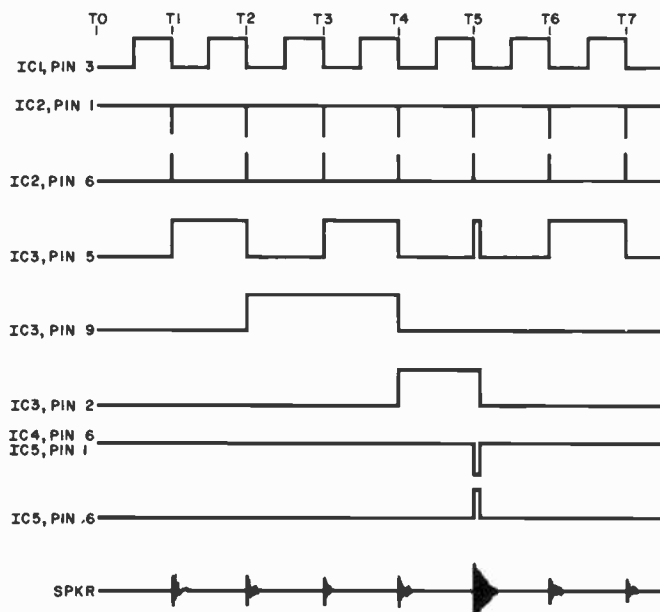 TO T1 T2 T3 T4 T5 T6 T7
IC1, PIN 3
IC2, PIN 1
IC2, PIN 6
IC3, PIN 5
IC3, PIN 9
IC3, PIN 2
IC4, PIN 6
IC5, PIN 1
IC5, PIN 6
SPKR